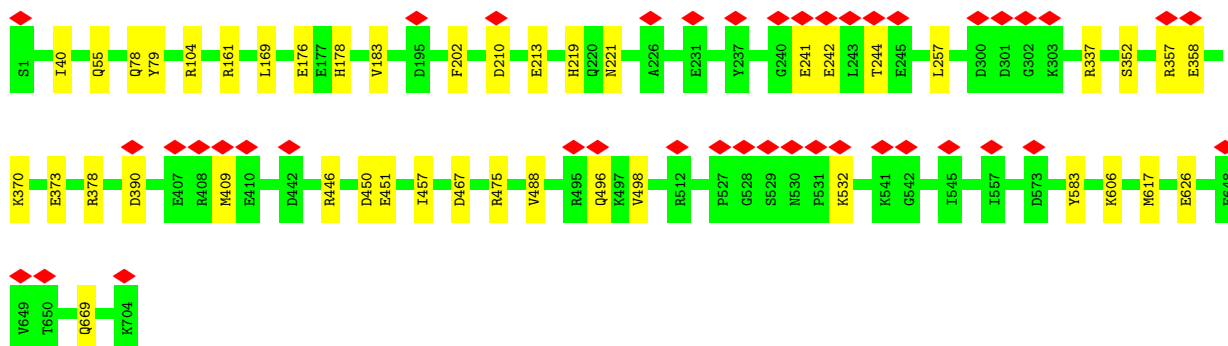 S1 I40 Q55 Q78 Y79 R104 R161 L169 E176 E177 H178 V183 D195 F202 D210 E213 H219 Q220 N221 A226 E231 Y237 G240 E241 E242 L243 T244 E245 L257 D300 D301 G302 K303 R337 S352 R357 E358
K370 E373 R378 D390 E407 R408 M409 E410 D442 R446 D450 E451 I457 D467 R475 V488 R495 Q496 K497 V498 R512 P527 G528 S529 N530 P531 K532 K541 G542 I545 I557 D573 Y583 K606 M617 E626
V649 T650 Q669 K704